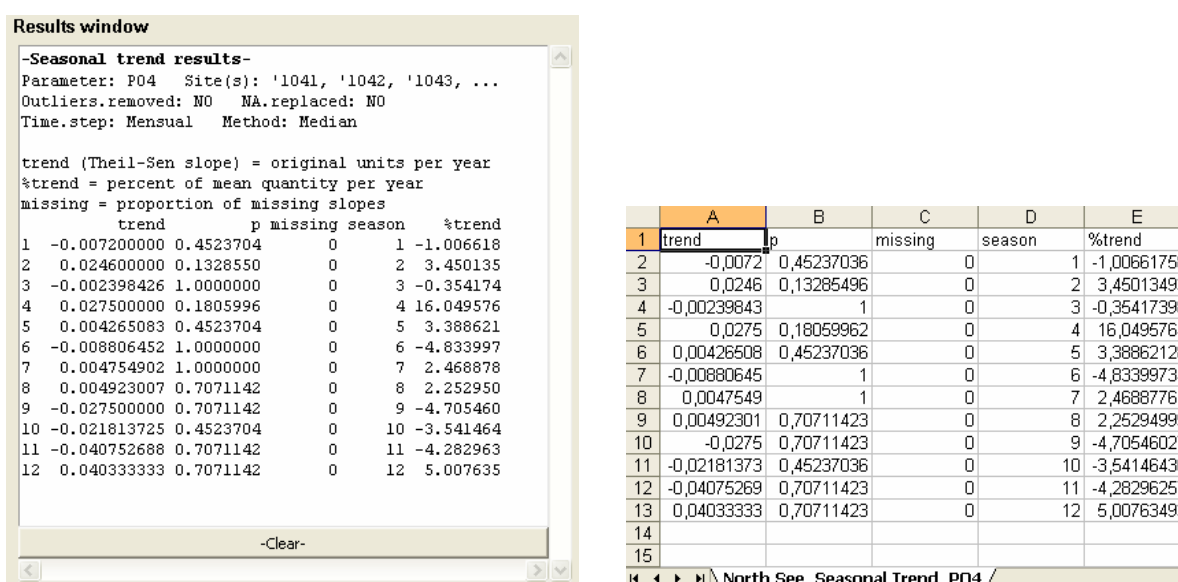 Results window
-Seasonal trend results-
Parameter: PO4 Site(s): '1041, '1042, '1043, ...
Outliers.removed: NO NA.replaced: NO
Time.step: Mensual Method: Median
trend (Theil-Sen slope) = original units per year
%trend = percent of mean quantity per year
missing = proportion of missing slopes
trend p missing season %trend
1 -0.007200000 0.4523704 0 1 -1.006618
2 0.024600000 0.1328550 0 2 3.450135
3 -0.002398426 1.0000000 0 3 -0.354174
4 0.027500000 0.1805996 0 4 16.049576
5 0.004265083 0.4523704 0 5 3.388621
6 -0.008806452 1.0000000 0 6 -4.833997
7 0.004754902 1.0000000 0 7 2.468878
8 0.004923007 0.7071142 0 8 2.252950
9 -0.027500000 0.7071142 0 9 -4.705460
10 -0.021813725 0.4523704 0 10 -3.541464
11 -0.040752688 0.7071142 0 11 -4.282963
12 0.040333333 0.7071142 0 12 5.007635
-Clear-
A B C D E
1 trend p missing season %trend
2 -0,0072 0,45237036 0 1 -1,0066175
3 0,0246 0,13285496 0 2 3,4501349
4 -0,00239843 1 0 3 -0,3541739
5 0,0275 0,18059962 0 4 16,049576
6 0,00426508 0,45237036 0 5 3,3886212
7 -0,00880645 1 0 6 -4,8339973
8 0,0047549 1 0 7 2,4688776
9 0,00492301 0,70711423 0 8 2,2529499
10 -0,0275 0,70711423 0 9 -4,7054602
11 -0,02181373 0,45237036 0 10 -3,5414643
12 -0,04075269 0,70711423 0 11 -4,2829625
13 0,04033333 0,70711423 0 12 5,0076349
14
15
North See_Seasonal Trend_PO4